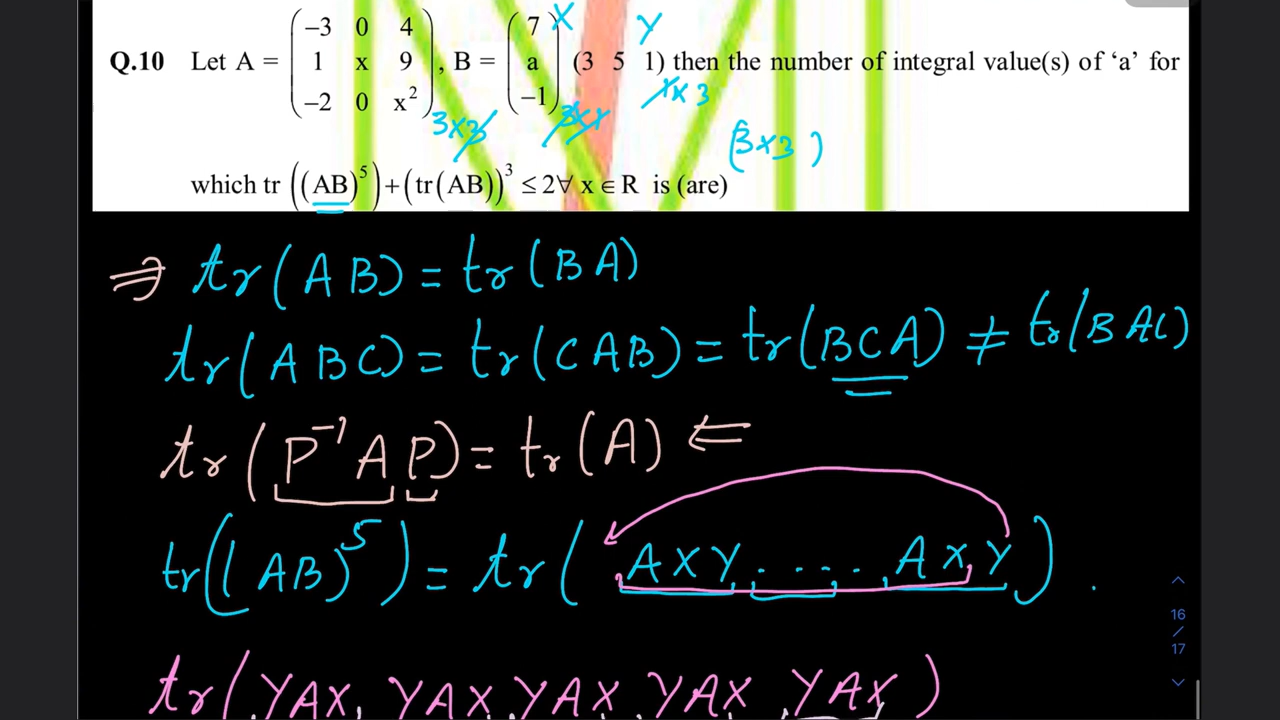 Q.10 Let A = (−3 0 4; 1 x 9; −2 0 x²), B = (7; a; −1) (3 5 1) then the number of integral value(s) of ‘a’ for
X Y
3×3 3×1 1×3 (3×3)
which tr((AB)⁵) + (tr(AB))³ ≤ 2∀ x ∈ R is (are)
⇒ tr(AB) = tr(BA)
tr(ABC) = tr(CAB) = tr(BCA) ≠ tr(BAC)
tr(P⁻¹AP) = tr(A) ⇐
tr((AB)⁵) = tr(AXY.....AXY).
16
/
17
tr(YAX, YAX, YAX, YAX, YAX)